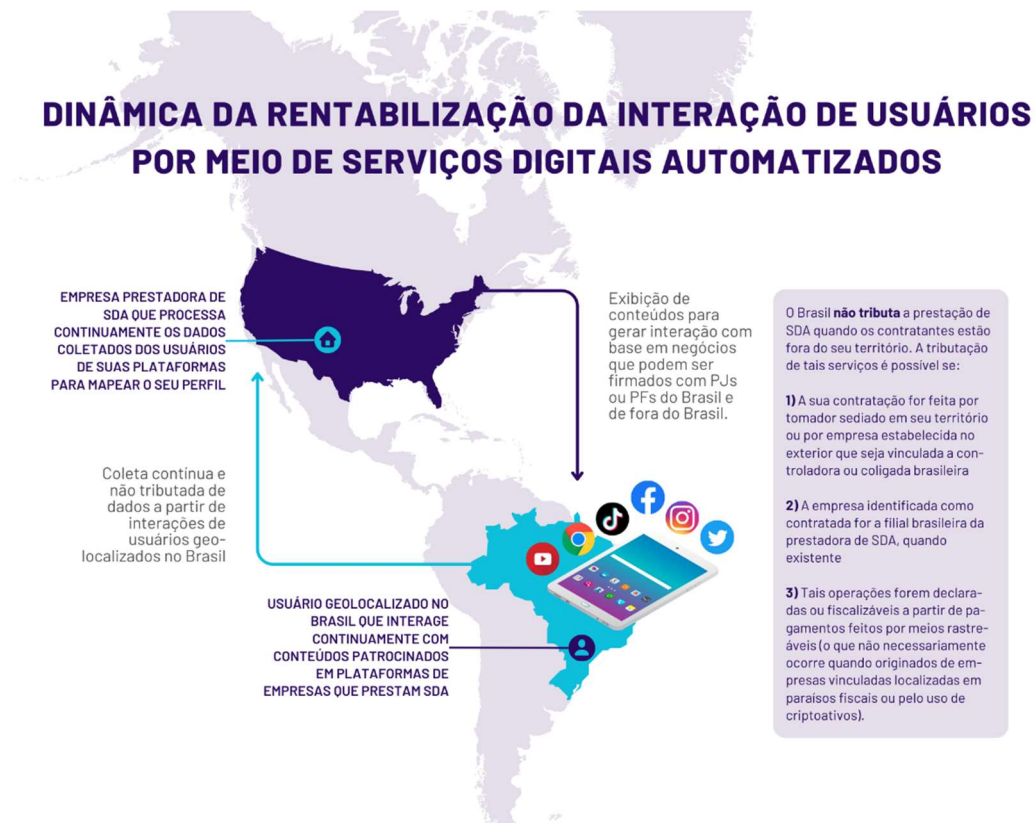 DINÂMICA DA RENTABILIZAÇÃO DA INTERAÇÃO DE USUÁRIOS
POR MEIO DE SERVIÇOS DIGITAIS AUTOMATIZADOS
EMPRESA PRESTADORA DE
SDA QUE PROCESSA
CONTINUAMENTE OS DADOS
COLETADOS DOS USUÁRIOS
DE SUAS PLATAFORMAS
PARA MAPEAR O SEU PERFIL
Exibição de
conteúdos para
gerar interação com
base em negócios
que podem ser
firmados com PJs
ou PFs do Brasil e
de fora do Brasil.
Coleta contínua e
não tributada de
dados a partir de
interações de
usuários geo-
localizados no Brasil
USUÁRIO GEOLOCALIZADO NO
BRASIL QUE INTERAGE
CONTINUAMENTE COM
CONTEÚDOS PATROCINADOS
EM PLATAFORMAS DE
EMPRESAS QUE PRESTAM SDA
O Brasil não tributa a prestação de
SDA quando os contratantes estão
fora do seu território. A tributação
de tais serviços é possível se:
1) A sua contratação for feita por
tomador sediado em seu território
ou por empresa estabelecida no
exterior que seja vinculada a con-
troladora ou coligada brasileira
2) A empresa identificada como
contratada for a filial brasileira da
prestadora de SDA, quando
existente
3) Tais operações forem declara-
das ou fiscalizáveis a partir de pa-
gamentos feitos por meios rastre-
áveis (o que não necessariamente
ocorre quando originados de em-
presas vinculadas localizadas em
paraísos fiscais ou pelo uso de
criptoativos).